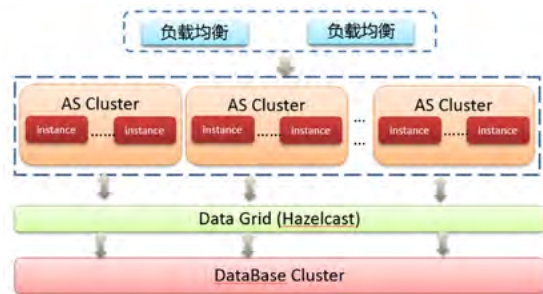 负载均衡 负载均衡
AS Cluster AS Cluster AS Cluster
instance ...... instance instance ...... instance ... instance ...... instance
...
Data Grid (Hazelcast)
DataBase Cluster